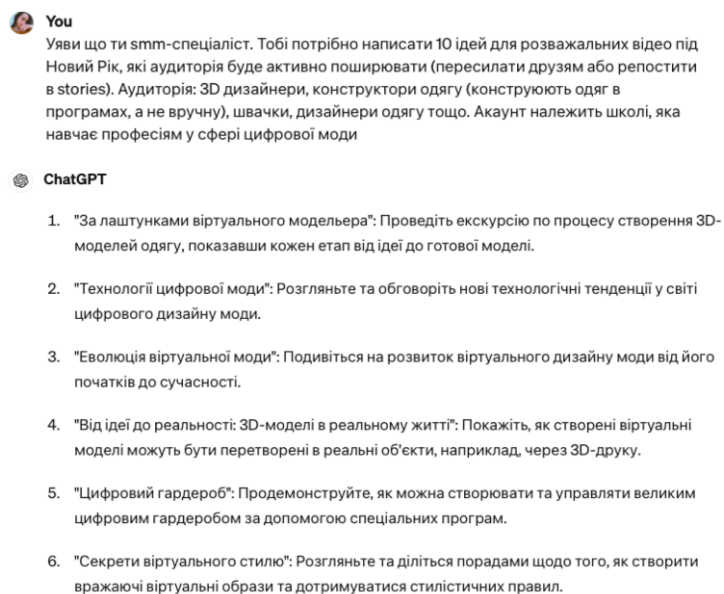 You
Уяви що ти smm-спеціаліст. Тобі потрібно написати 10 ідей для розважальних відео під
Новий Рік, які аудиторія буде активно поширювати (пересилати друзям або репостити
в stories). Аудиторія: 3D дизайнери, конструктори одягу (конструюють одяг в
програмах, а не вручну), швачки, дизайнери одягу тощо. Акаунт належить школі, яка
навчає професіям у сфері цифрової моди
ChatGPT
1. "За лаштунками віртуального модельера": Проведіть екскурсію по процесу створення 3D-
моделей одягу, показавши кожен етап від ідеї до готової моделі.
2. "Технології цифрової моди": Розгляньте та обговоріть нові технологічні тенденції у світі
цифрового дизайну моди.
3. "Еволюція віртуальної моди": Подивіться на розвиток віртуального дизайну моди від його
початків до сучасності.
4. "Від ідеї до реальності: 3D-моделі в реальному житті": Покажіть, як створені віртуальні
моделі можуть бути перетворені в реальні об'єкти, наприклад, через 3D-друку.
5. "Цифровий гардероб": Продемонструйте, як можна створювати та управляти великим
цифровим гардеробом за допомогою спеціальних програм.
6. "Секрети віртуального стилю": Розгляньте та діліться порадами щодо того, як створити
вражаючі віртуальні образи та дотримуватися стилістичних правил.